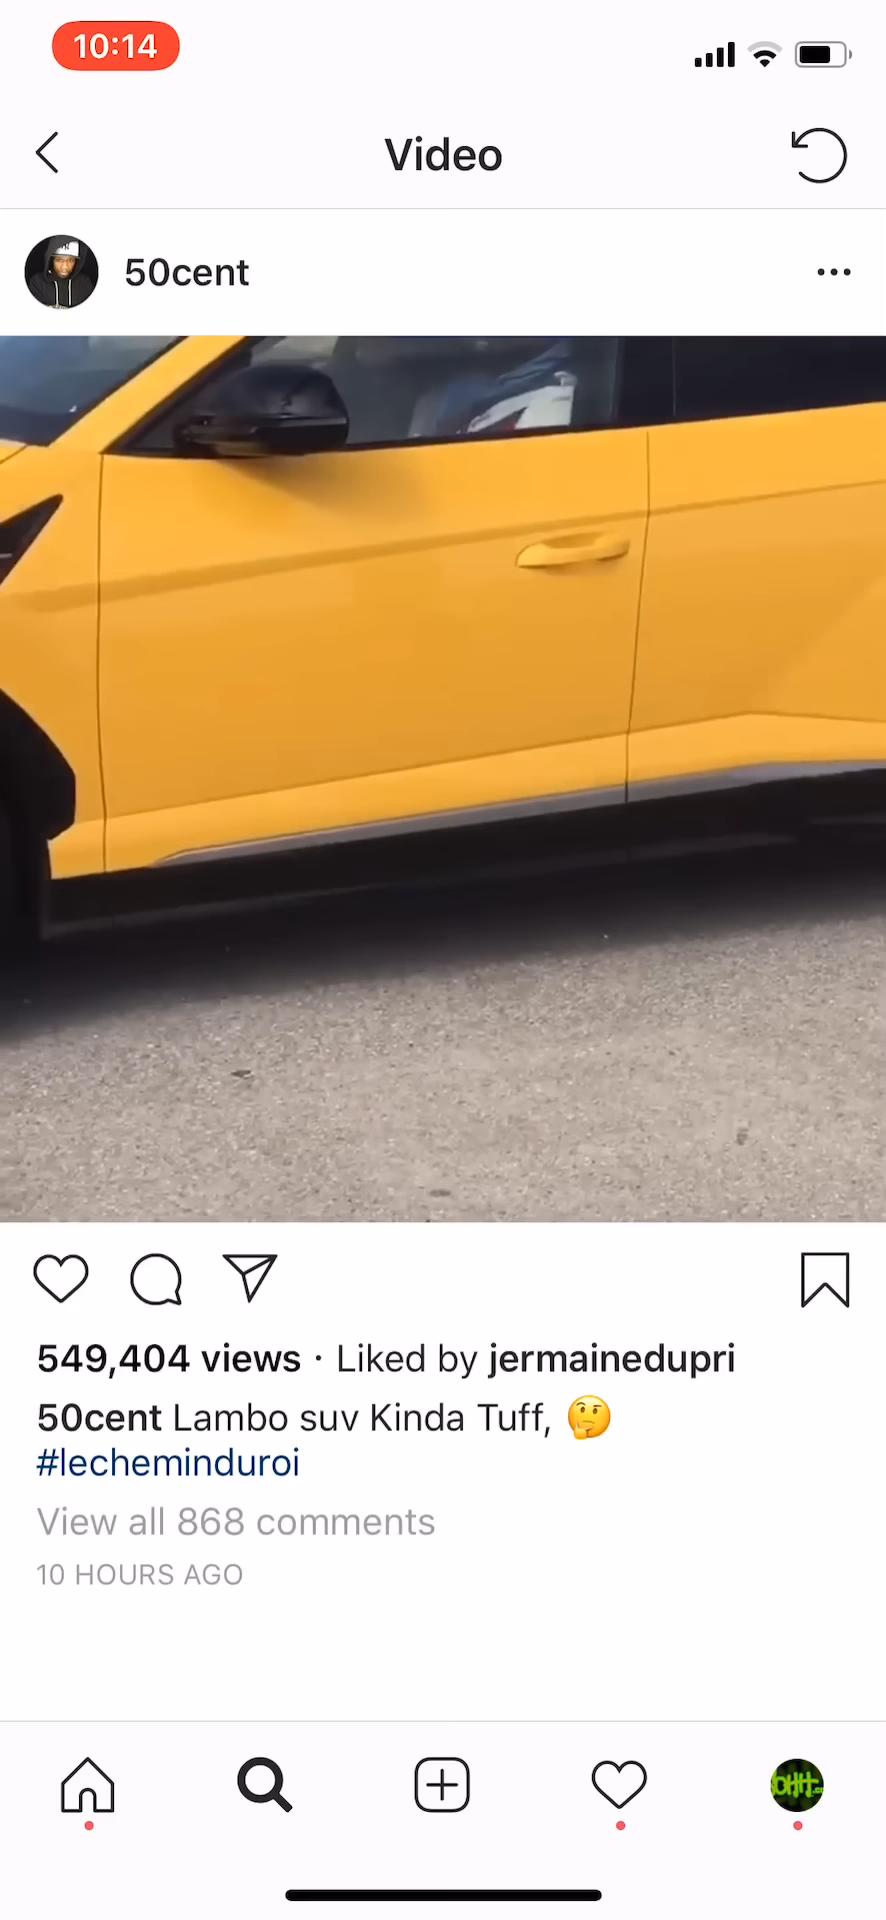 10:14
Video
50cent
549,404 views · Liked by jermainedupri
50cent Lambo suv Kinda Tuff, 🤔
#lecheminduroi
View all 868 comments
10 HOURS AGO